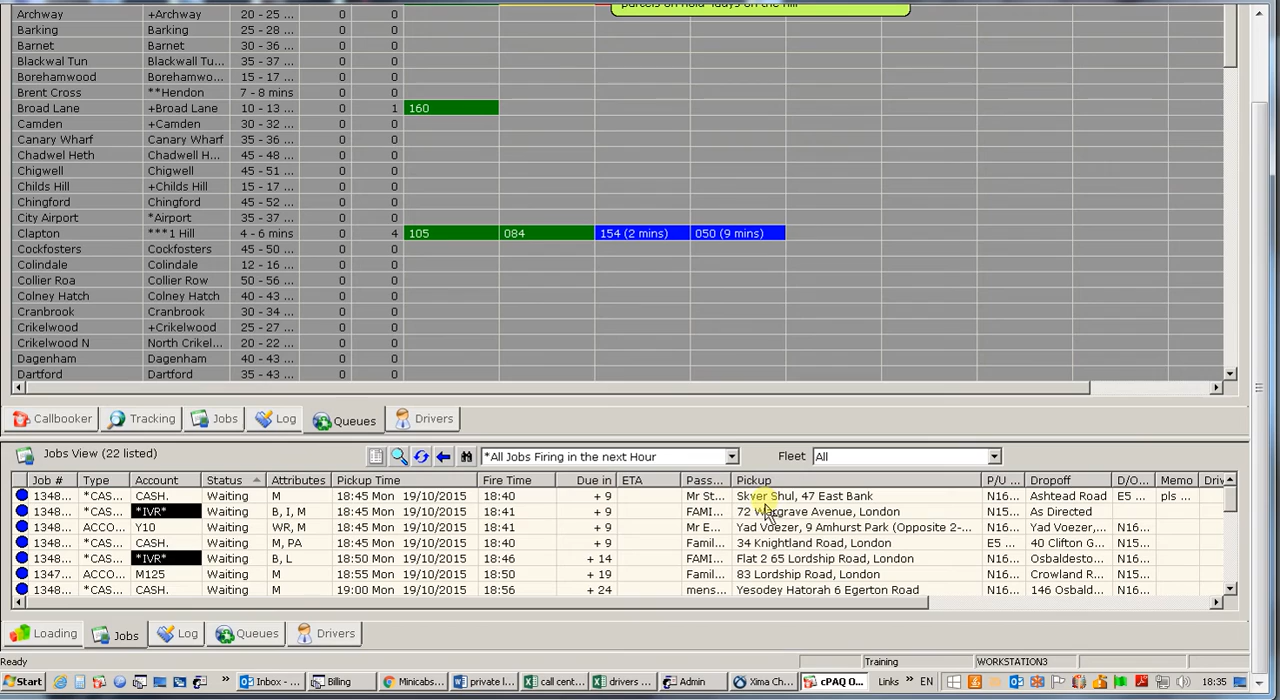 parcels on hold 4dys on the hill
Archway +Archway 20 - 25 ... 0 0
Barking Barking 25 - 28 ... 0 0
Barnet Barnet 30 - 36 ... 0 0
Blackwal Tun Blackwall Tu... 35 - 37 ... 0 0
Borehamwood Borehamwo... 15 - 17 ... 0 0
Brent Cross **Hendon 7 - 8 mins 0 0
Broad Lane +Broad Lane 10 - 13 ... 0 1 160
Camden +Camden 30 - 32 ... 0 0
Canary Wharf Canary Wharf 35 - 36 ... 0 0
Chadwel Heth Chadwell H... 45 - 48 ... 0 0
Chigwell Chigwell 45 - 51 ... 0 0
Childs Hill +Childs Hill 15 - 17 ... 0 0
Chingford Chingford 45 - 52 ... 0 0
City Airport *Airport 35 - 37 ... 0 0
Clapton ***1 Hill 4 - 6 mins 0 4 105 084 154 (2 mins) 050 (9 mins)
Cockfosters Cockfosters 45 - 50 ... 0 0
Colindale Colindale 12 - 16 ... 0 0
Collier Roa Collier Row 50 - 56 ... 0 0
Colney Hatch Colney Hatch 40 - 43 ... 0 0
Cranbrook Cranbrook 30 - 34 ... 0 0
Crikelwood +Crikelwood 25 - 27 ... 0 0
Crikelwood N North Crikel... 20 - 22 ... 0 0
Dagenham Dagenham 40 - 43 ... 0 0
Dartford Dartford 35 - 43 ... 0 0
Callbooker Tracking Jobs Log Queues Drivers
Jobs View (22 listed) *All Jobs Firing in the next Hour Fleet All
Job # Type Account Status Attributes Pickup Time Fire Time Due in ETA Pass... Pickup P/U ... Dropoff D/O... Memo Driv
1348... *CAS... CASH. Waiting M 18:45 Mon 19/10/2015 18:40 + 9 Mr St... Skver Shul, 47 East Bank N16... Ashtead Road E5 ... pls ...
1348... *CAS... *IVR* Waiting B, I, M 18:45 Mon 19/10/2015 18:41 + 9 FAMI... 72 Wargrave Avenue, London N15... As Directed
1348... ACCO... Y10 Waiting WR, M 18:45 Mon 19/10/2015 18:41 + 9 Mr E... Yad Voezer, 9 Amhurst Park (Opposite 2-... N16... Yad Voezer,... N16...
1348... *CAS... CASH. Waiting M, PA 18:45 Mon 19/10/2015 18:43 + 9 Famil... 34 Knightland Road, London E5 ... 40 Clifton G... N15...
1348... *CAS... *IVR* Waiting B, L 18:50 Mon 19/10/2015 18:46 + 14 FAMI... Flat 2 65 Lordship Road, London N16... Osbaldesto... N16...
1347... ACCO... M125 Waiting 18:55 Mon 19/10/2015 18:50 + 19 Famil... 83 Lordship Road, London N16... Crowland R... N15...
1348... *CAS... CASH. Waiting M 19:00 Mon 19/10/2015 18:56 + 24 mens... Yesodey Hatorah 6 Egerton Road N16... 146 Osbald... N16...
Loading Jobs Log Queues Drivers
Ready Training WORKSTATION3
Start » Inbox - ... Billing Minicabs... private l... call cent... drivers ... Admin Xima Ch... cPAQ O... Links » EN 18:35